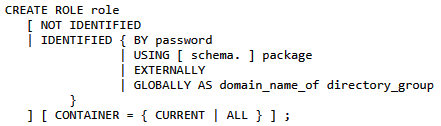 CREATE ROLE role
[ NOT IDENTIFIED
| IDENTIFIED { BY password
| USING [ schema. ] package
| EXTERNALLY
| GLOBALLY AS domain_name_of directory_group
}
] [ CONTAINER = { CURRENT | ALL } ] ;